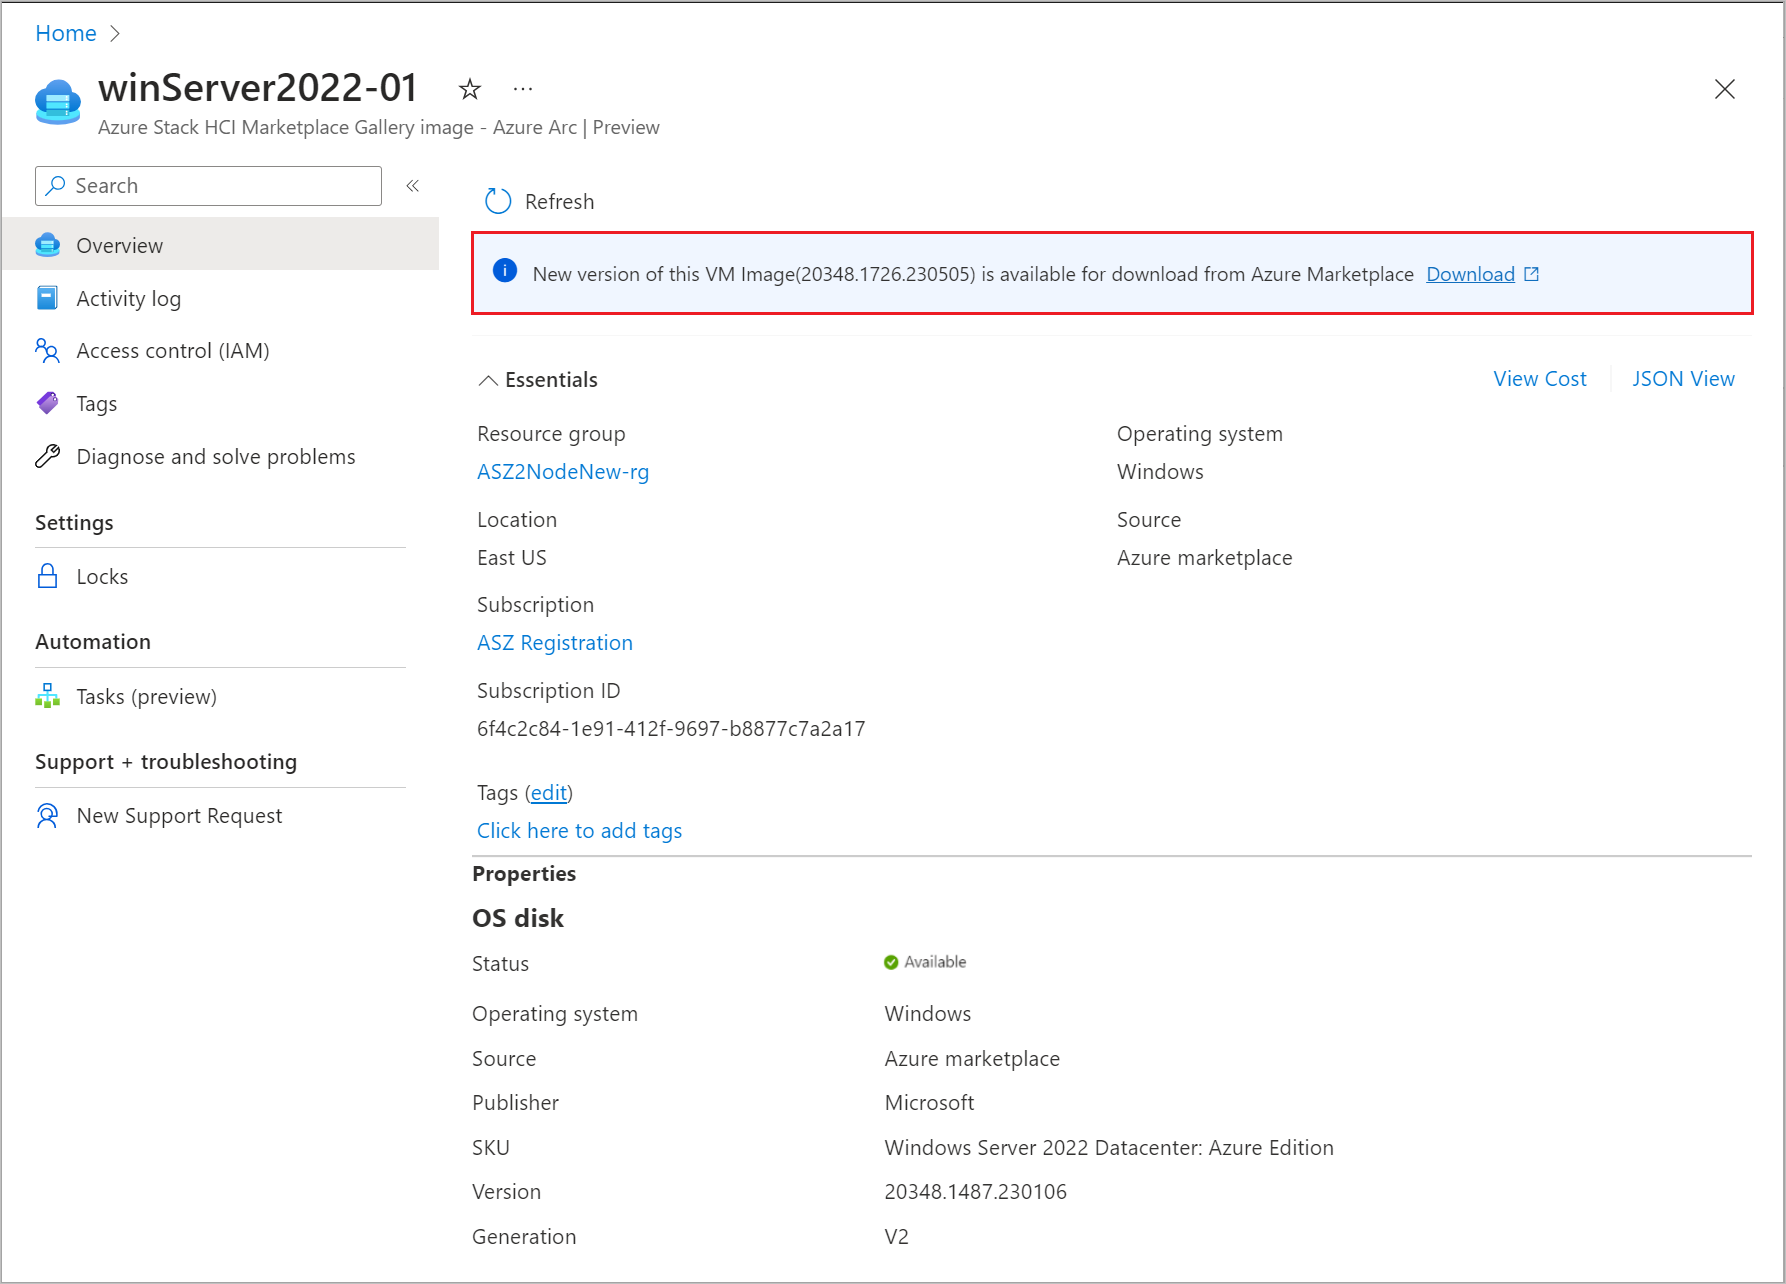 Home
winServer2022-01
Azure Stack HCI Marketplace Gallery image - Azure Arc | Preview
Search
Overview
Activity log
Access control (IAM)
Tags
Diagnose and solve problems
Settings
Locks
Automation
Tasks (preview)
Support + troubleshooting
New Support Request
Refresh
New version of this VM Image(20348.1726.230505) is available for download from Azure Marketplace Download
Essentials
View Cost
JSON View
Resource group
ASZ2NodeNew-rg
Location
East US
Subscription
ASZ Registration
Subscription ID
6f4c2c84-1e91-412f-9697-b8877c7a2a17
Operating system
Windows
Source
Azure marketplace
Tags (edit)
Click here to add tags
Properties
OS disk
Status Available
Operating system Windows
Source Azure marketplace
Publisher Microsoft
SKU Windows Server 2022 Datacenter: Azure Edition
Version 20348.1487.230106
Generation V2